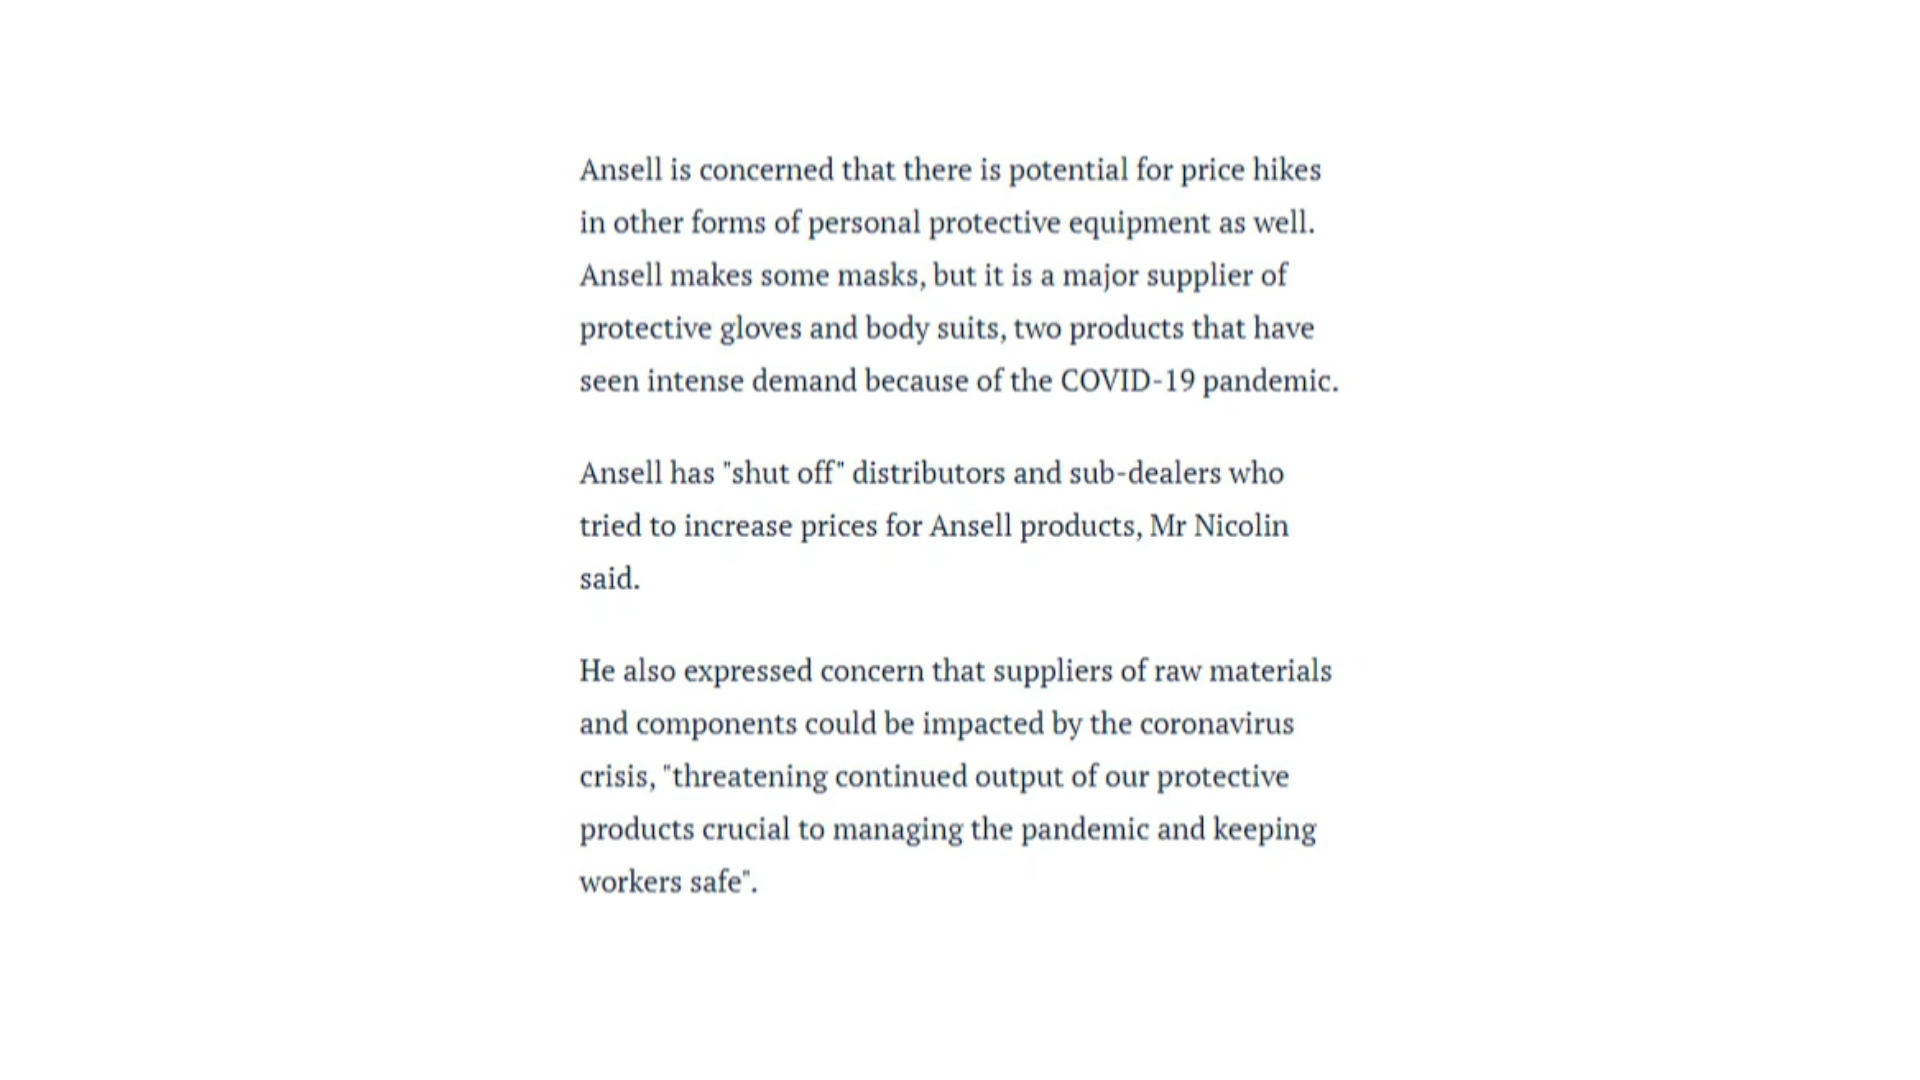 Ansell is concerned that there is potential for price hikes
in other forms of personal protective equipment as well.
Ansell makes some masks, but it is a major supplier of
protective gloves and body suits, two products that have
seen intense demand because of the COVID-19 pandemic.
Ansell has "shut off" distributors and sub-dealers who
tried to increase prices for Ansell products, Mr Nicolin
said.
He also expressed concern that suppliers of raw materials
and components could be impacted by the coronavirus
crisis, "threatening continued output of our protective
products crucial to managing the pandemic and keeping
workers safe".